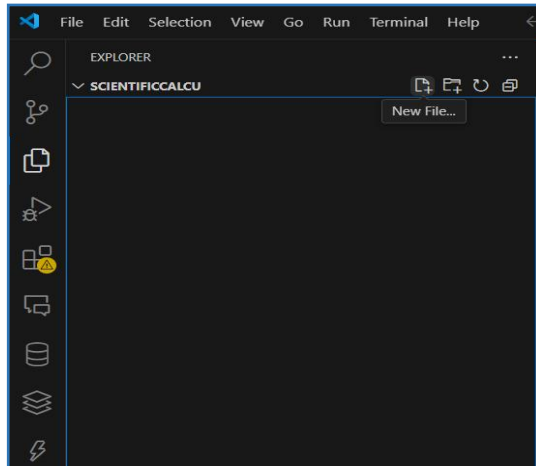 File Edit Selection View Go Run Terminal Help
EXPLORER
SCIENTIFICCALCU
New File...